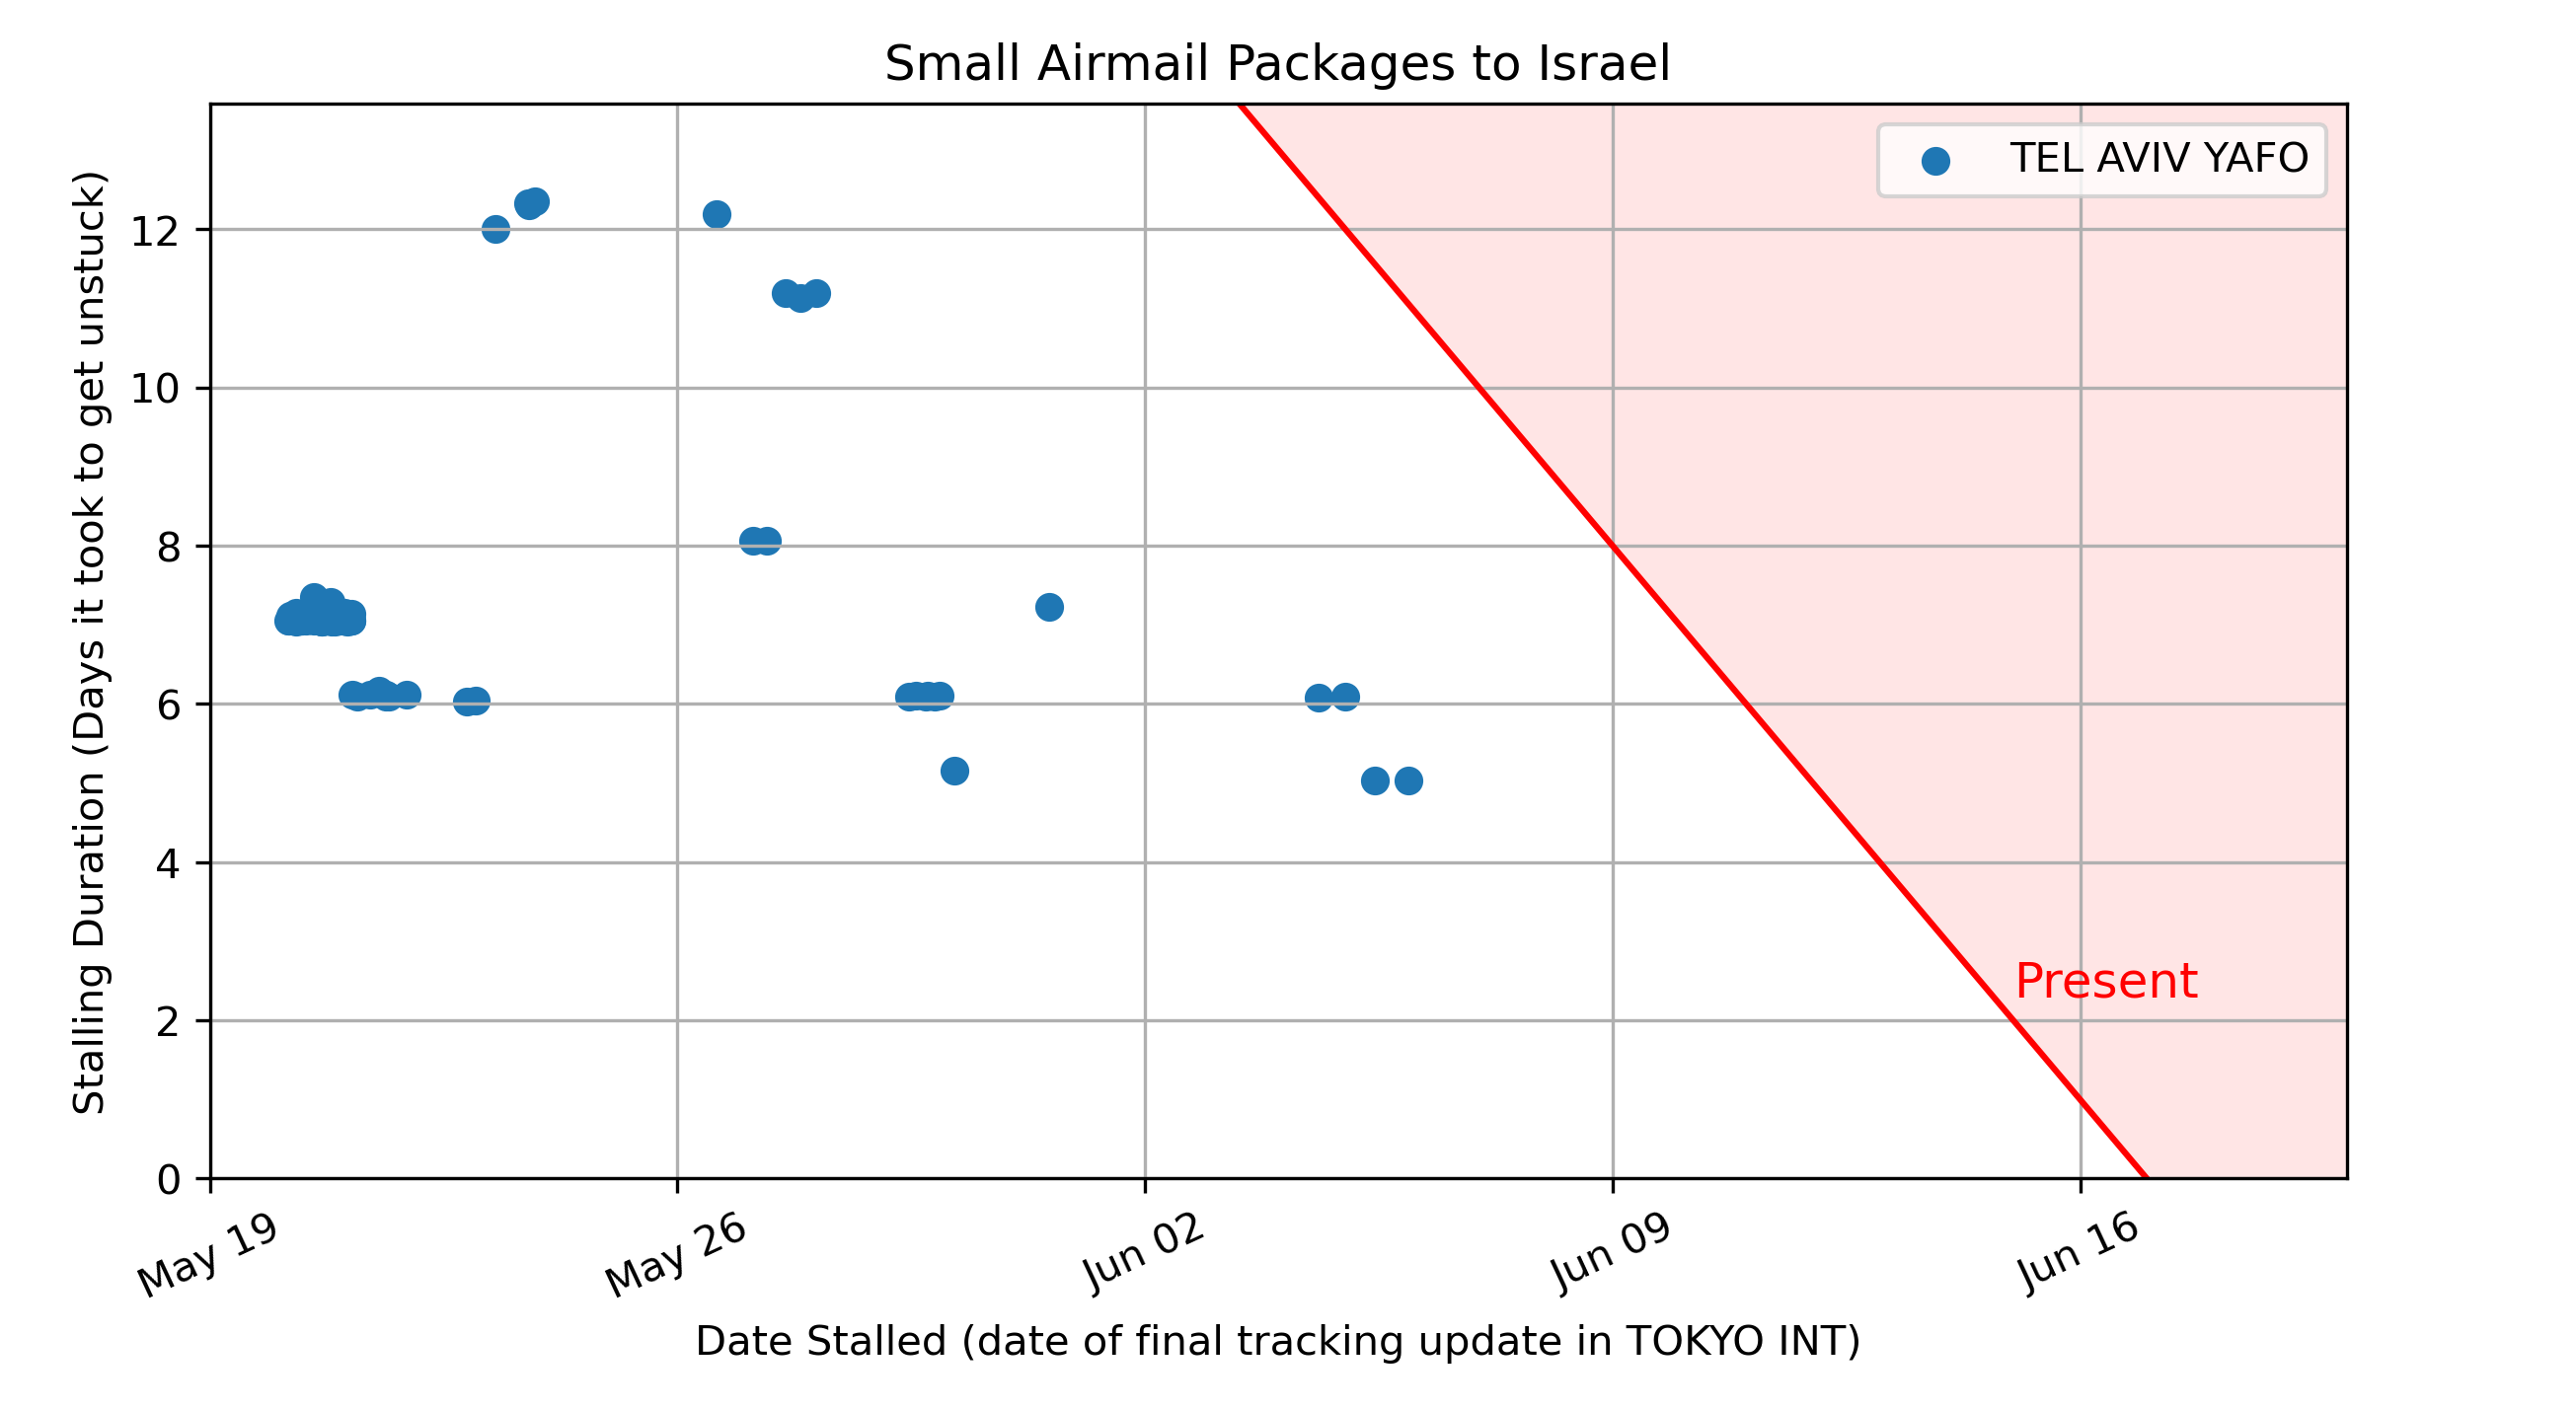 Small Airmail Packages to Israel
TEL AVIV YAFO
Stalling Duration (Days it took to get unstuck)
12
10
8
6
4
2
0
Present
May 19
May 26
Jun 02
Jun 09
Jun 16
Date Stalled (date of final tracking update in TOKYO INT)